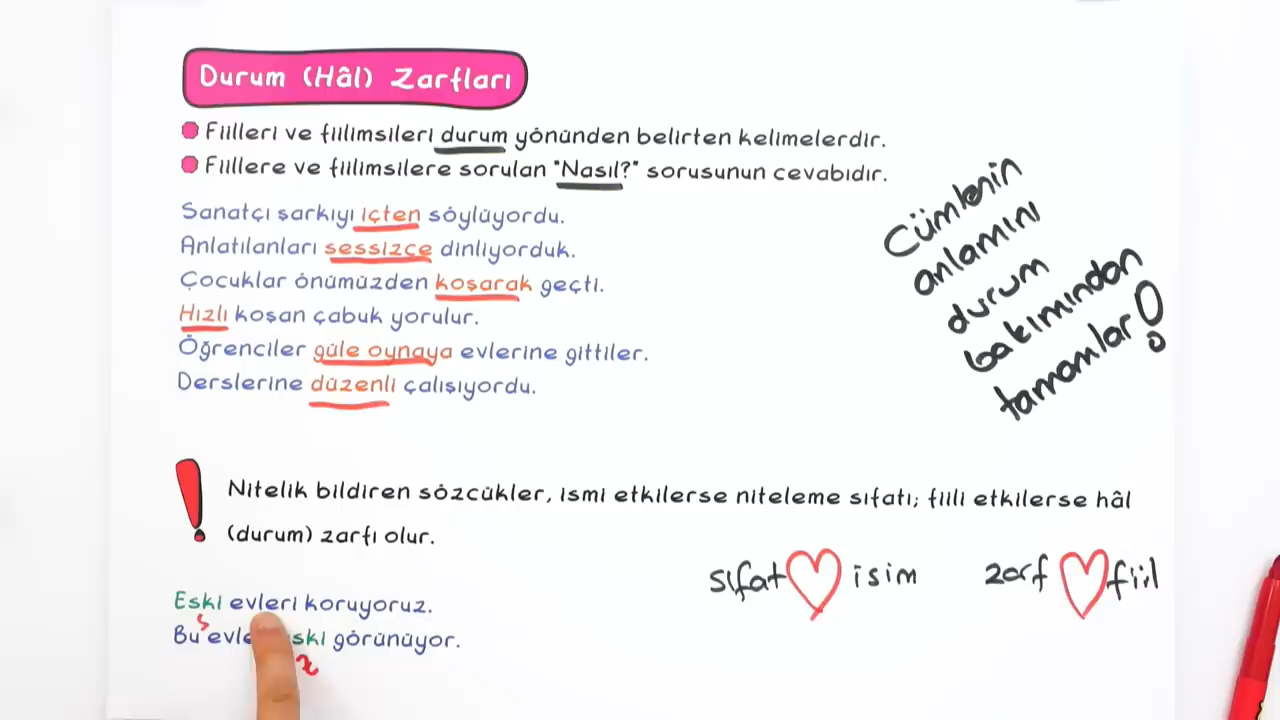 Durum (Hâl) Zarfları
Fiilleri ve fiilimsileri durum yönünden belirten kelimelerdir.
Fiillere ve fiilimsilere sorulan "Nasıl?" sorusunun cevabıdır.
Sanatçı şarkıyı içten söylüyordu.
Anlatılanları sessizce dinliyorduk.
Çocuklar önümüzden koşarak geçti.
Hızlı koşan çabuk yorulur.
Öğrenciler güle oynaya evlerine gittiler.
Derslerine düzenli çalışıyordu.
Cümlenin
anlamını
durum
bakımından
tamamlar!
Nitelik bildiren sözcükler, ismi etkilerse niteleme sıfatı; fiili etkilerse hâl
(durum) zarfı olur.
sıfat isim zarf fiil
Eski evleri koruyoruz.
s
Bu görünüyor.
z